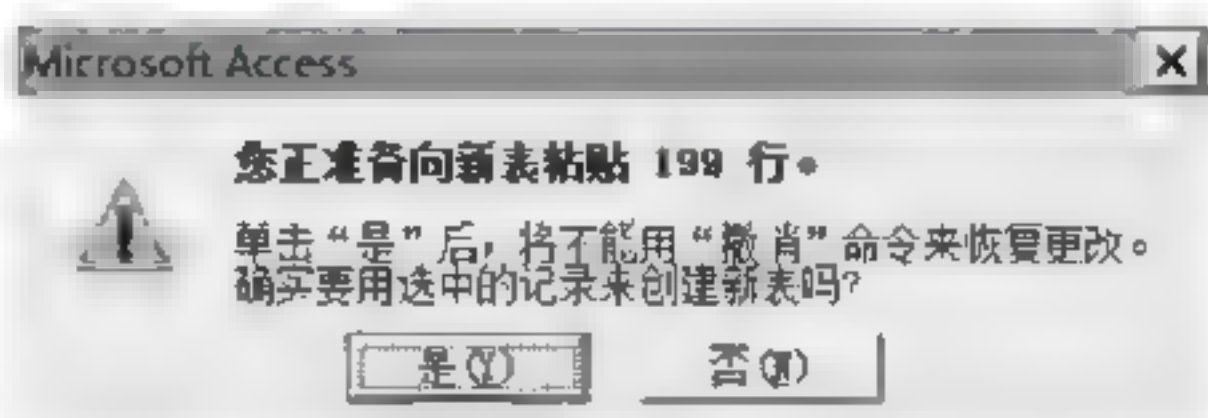 Microsoft Access
您正准备向新表粘贴 199 行。
单击“是”后，将不能用“撤消”命令来恢复更改。
确实要用选中的记录来创建新表吗?
是(Y) 否(N)